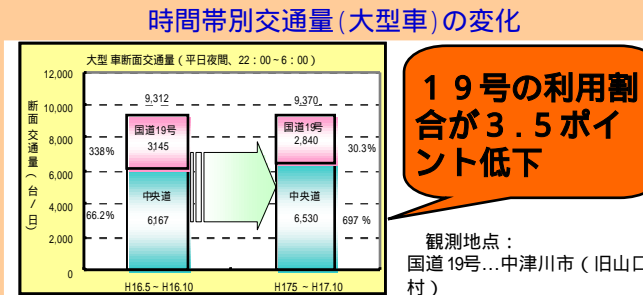 時間帯別交通量(大型車)の変化
大型 車断面交通量（平日夜間、22：00～6：00）
断面交通量（台/日）
12,000
10,000
8,000
6,000
4,000
2,000
0
9,312
国道19号
3145
338%
中央道
6,167
66.2%
9,370
国道19号
2,840
30.3%
中央道
6,530
697 %
H16.5 ~ H16.10
H175 ~ H17.10
１９号の利用割
合が３．５ポイ
ント低下
観測地点：
国道19号…中津川市（旧山口
村）